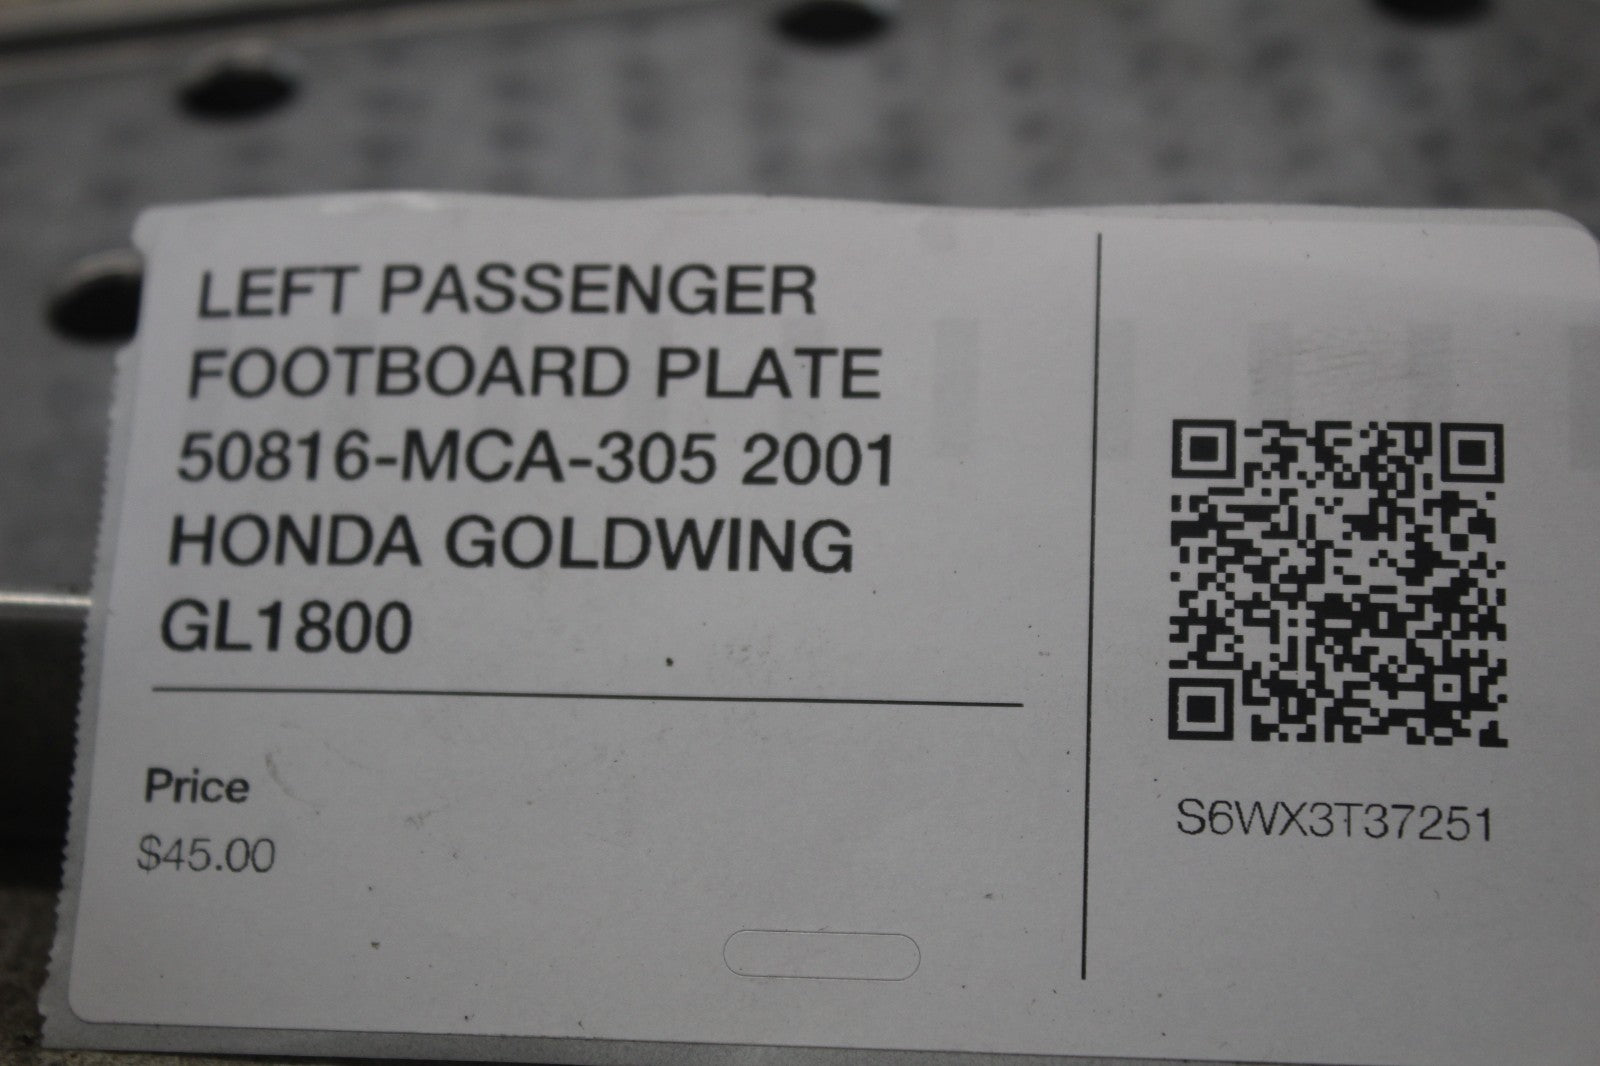 LEFT PASSENGER
FOOTBOARD PLATE
50816-MCA-305 2001
HONDA GOLDWING
GL1800
Price
$45.00
S6WX3T37251